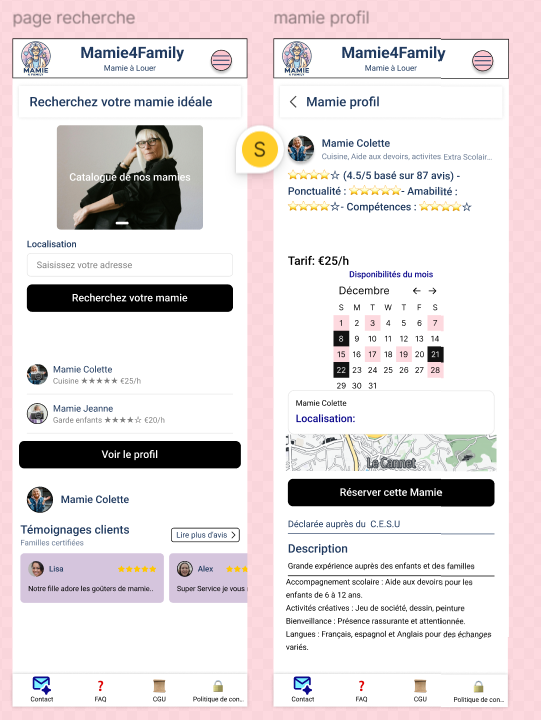 page recherche
MAMIE
4 FAMILY
Mamie4Family
Mamie à Louer
Recherchez votre mamie idéale
Catalogue de nos mamies
Localisation
Saisissez votre adresse
Recherchez votre mamie
Mamie Colette
Cuisine ★★★★★ €25/h
Mamie Jeanne
Garde enfants ★★★★☆ €20/h
Voir le profil
Mamie Colette
Témoignages clients
Familles certifiées
Lire plus d'avis
Lisa
Notre fille adore les goûters de mamie..
Alex
Super Service je vous
Contact
FAQ
CGU
Politique de con...
S
mamie profil
MAMIE
4 FAMILY
Mamie4Family
Mamie à Louer
Mamie profil
Mamie Colette
Cuisine, Aide aux devoirs, activites Extra Scolair...
⭐⭐⭐⭐☆ (4.5/5 basé sur 87 avis) -
Ponctualité : ⭐⭐⭐⭐⭐- Amabilité :
⭐⭐⭐⭐☆- Compétences : ⭐⭐⭐⭐☆
Tarif: €25/h
Disponibilités du mois
Décembre ← →
S M T W T F S
1 2 3 4 5 6 7
8 9 10 11 12 13 14
15 16 17 18 19 20 21
22 23 24 25 26 27 28
29 30 31
Mamie Colette
Localisation:
Le Cannet
Réserver cette Mamie
Déclarée auprès du C.E.S.U
Description
Grande expérience auprès des enfants et des familles
Accompagnement scolaire : Aide aux devoirs pour les
enfants de 6 à 12 ans.
Activités créatives : Jeu de société, dessin, peinture
Bienveillance : Présence rassurante et attentionnée.
Langues : Français, espagnol et Anglais pour des échanges
variés.
Contact
FAQ
CGU
Politique de con...